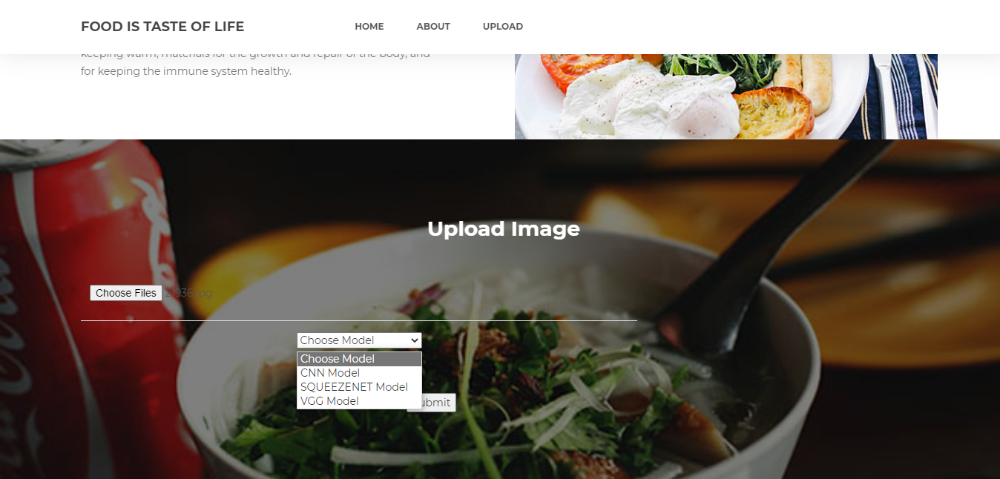 FOOD IS TASTE OF LIFE
HOME ABOUT UPLOAD
keeping warm, materials for the growth and repair of the body, and
for keeping the immune system healthy.
Upload Image
Choose Files
Choose Model
Choose Model
CNN Model
SQUEEZENET Model
VGG Model
ubmit